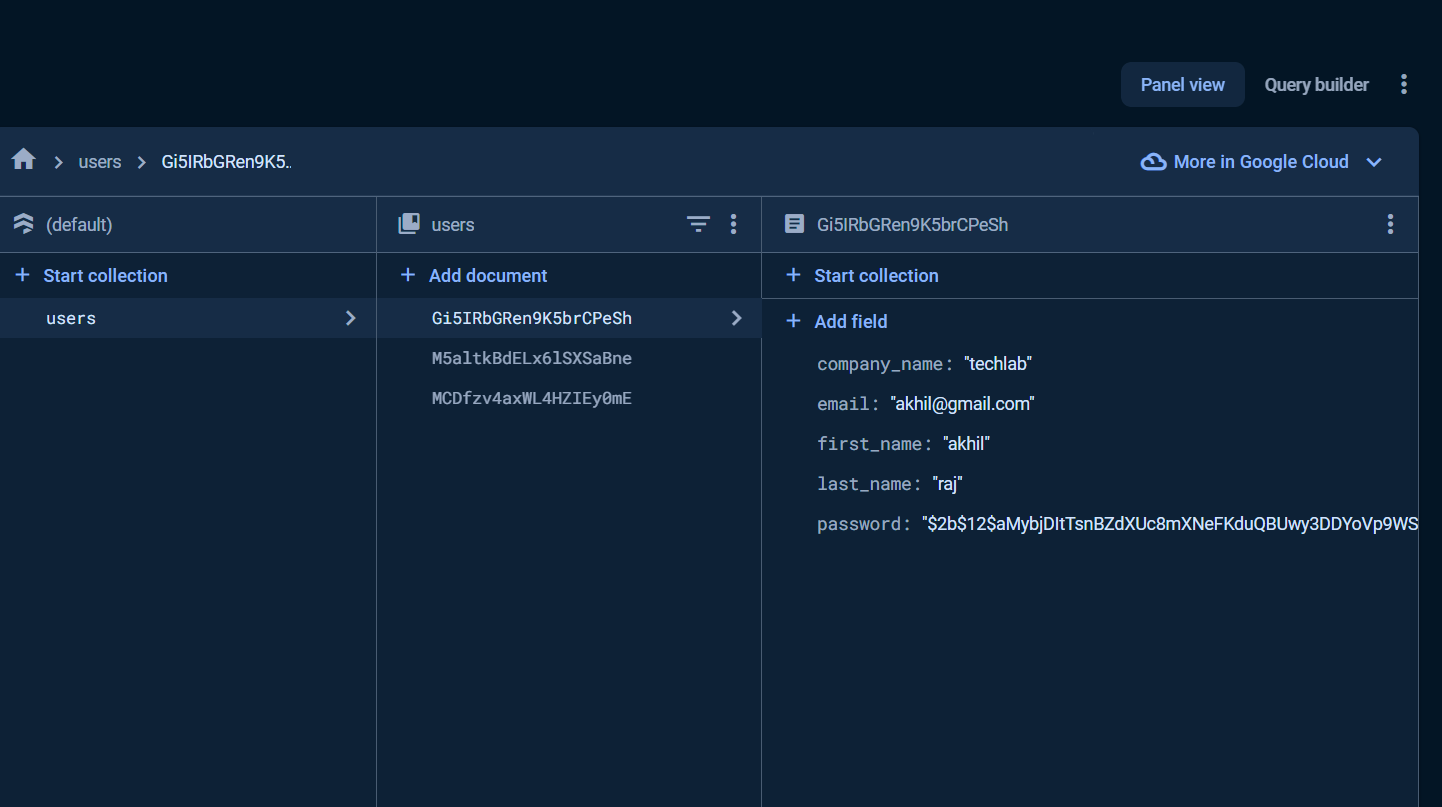 Panel view Query builder
users Gi5IRbGRen9K5..
More in Google Cloud
(default)
users
Gi5IRbGRen9K5brCPeSh
Start collection
Add document
Start collection
users
Gi5IRbGRen9K5brCPeSh
M5altkBdELx6lSXSaBne
MCDfzv4axWL4HZIEy0mE
Add field
company_name: "techlab"
email: "akhil@gmail.com"
first_name: "akhil"
last_name: "raj"
password: "$2b$12$aMybjDItTsnBZdXUc8mXNeFKduQBUwy3DDYoVp9WS